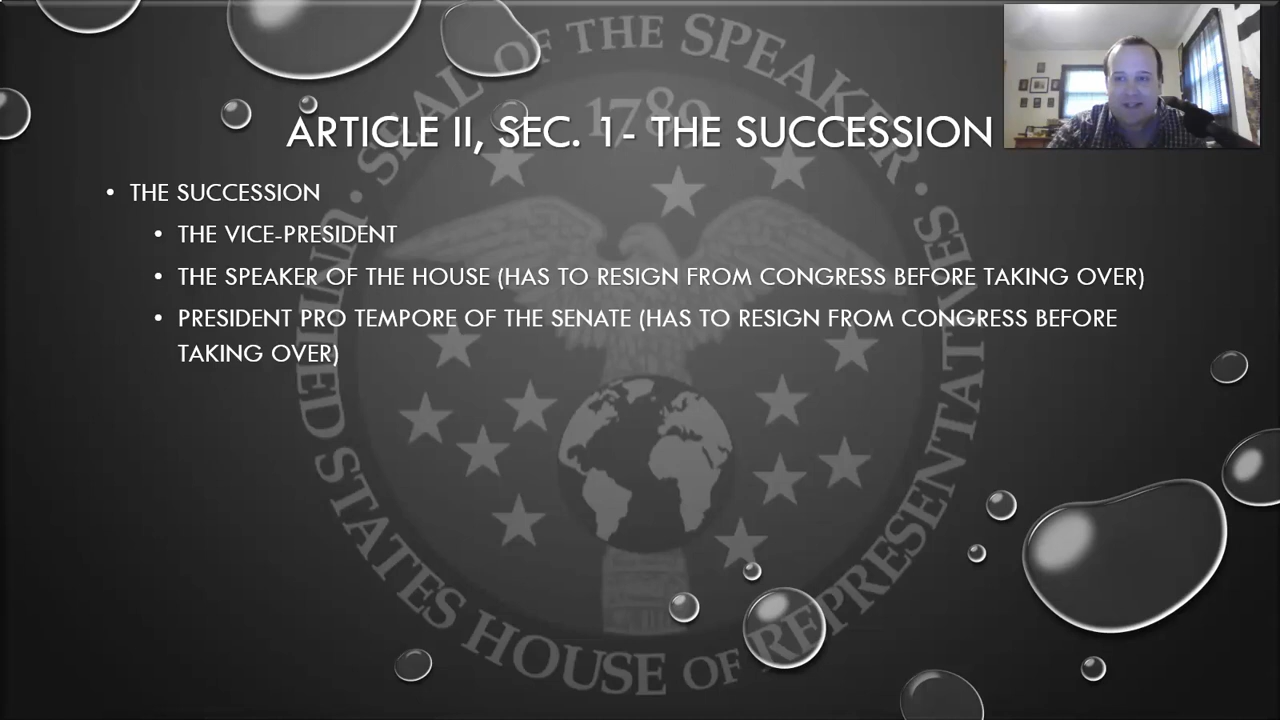 SEAL OF THE SPEAKER
1789
ARTICLE II, SEC. 1- THE SUCCESSION
• THE SUCCESSION
• THE VICE-PRESIDENT
• THE SPEAKER OF THE HOUSE (HAS TO RESIGN FROM CONGRESS BEFORE TAKING OVER)
• PRESIDENT PRO TEMPORE OF THE SENATE (HAS TO RESIGN FROM CONGRESS BEFORE
TAKING OVER)
UNITED STATES HOUSE OF REPRESENTATIVES